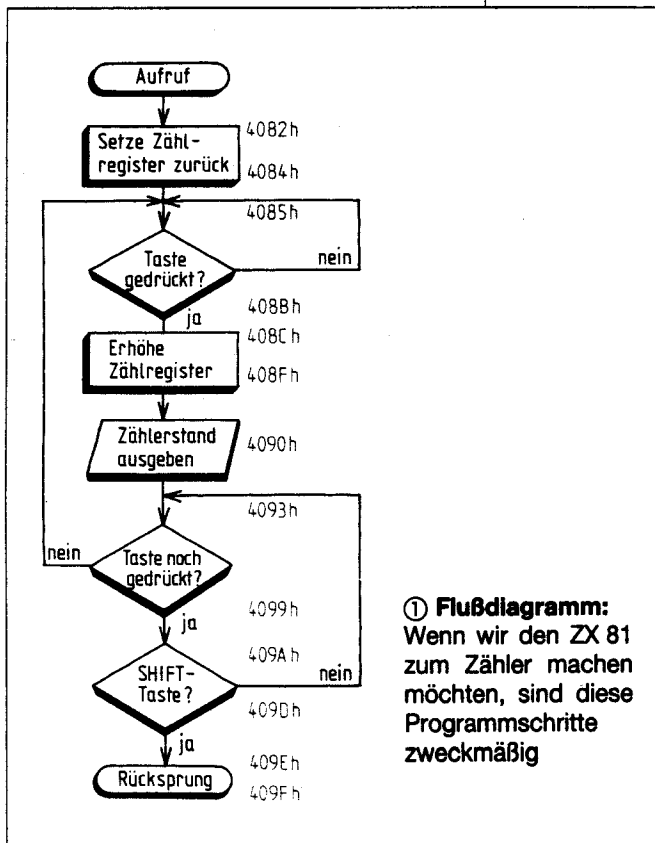 Aufruf
Setze Zähl-
register zurück
4082h
4084h
4085h
Taste
gedrückt?
nein
408Bh
ja
408Ch
Erhöhe
Zählregister
408Fh
Zählerstand
ausgeben
4090h
4093h
nein
Taste noch
gedrückt?
4099h
ja
409Ah
SHIFT-
Taste?
nein
409Dh
ja
409Eh
Rücksprung
409Fh
① Flußdiagramm:
Wenn wir den ZX 81
zum Zähler machen
möchten, sind diese
Programmschritte
zweckmäßig